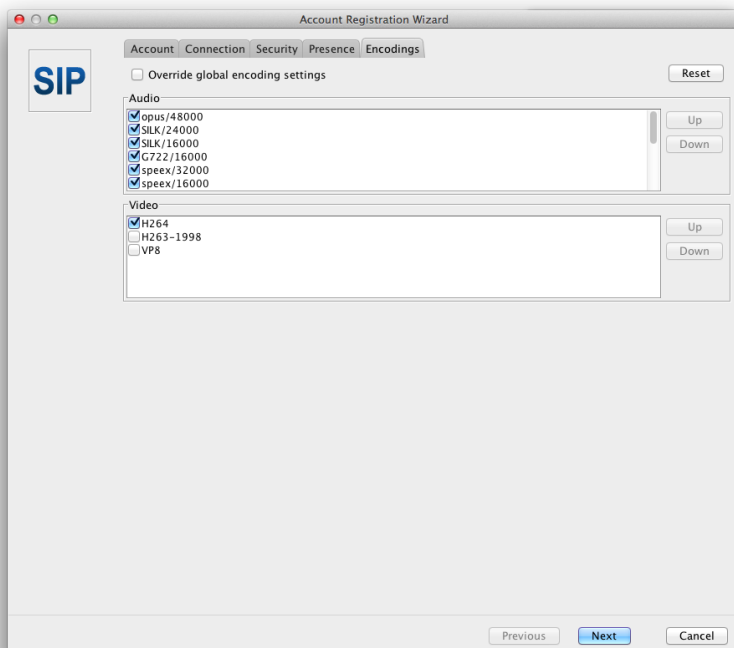 Account Registration Wizard
SIP
Account Connection Security Presence Encodings
Override global encoding settings
Reset
Audio
opus/48000
SILK/24000
SILK/16000
G722/16000
speex/32000
speex/16000
Up
Down
Video
H264
H263-1998
VP8
Up
Down
Previous Next Cancel